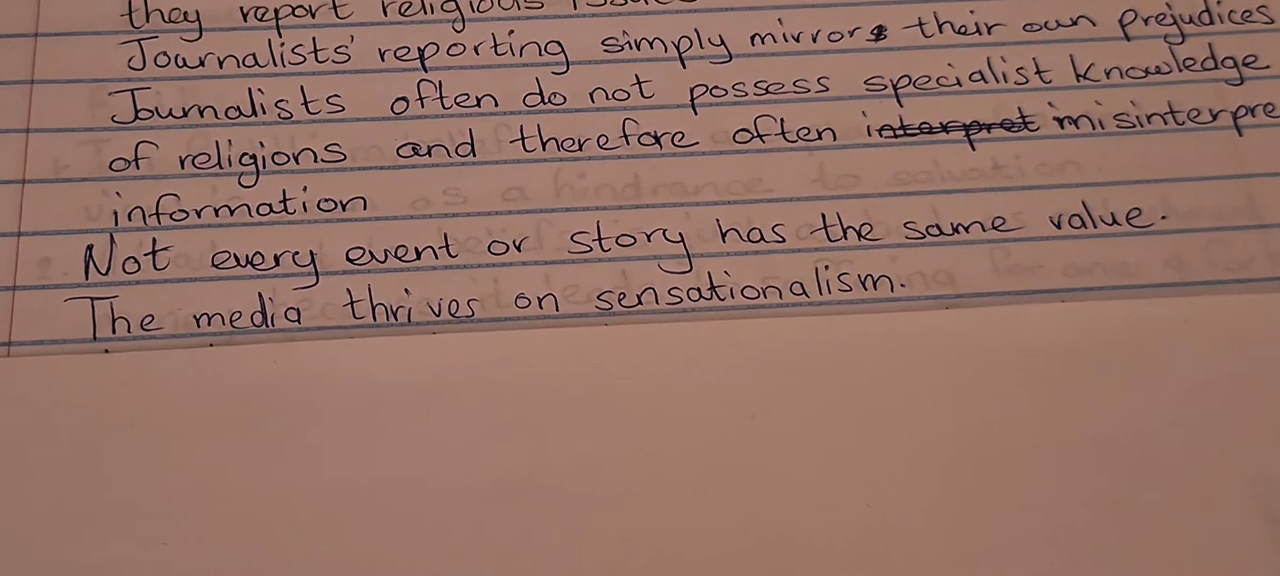 they report religious issues
Journalists' reporting simply mirrors their own prejudices
Journalists often do not possess specialist knowledge
of religions and therefore often interpret misinterpre
information
Not every event or story has the same value.
The media thrives on sensationalism.